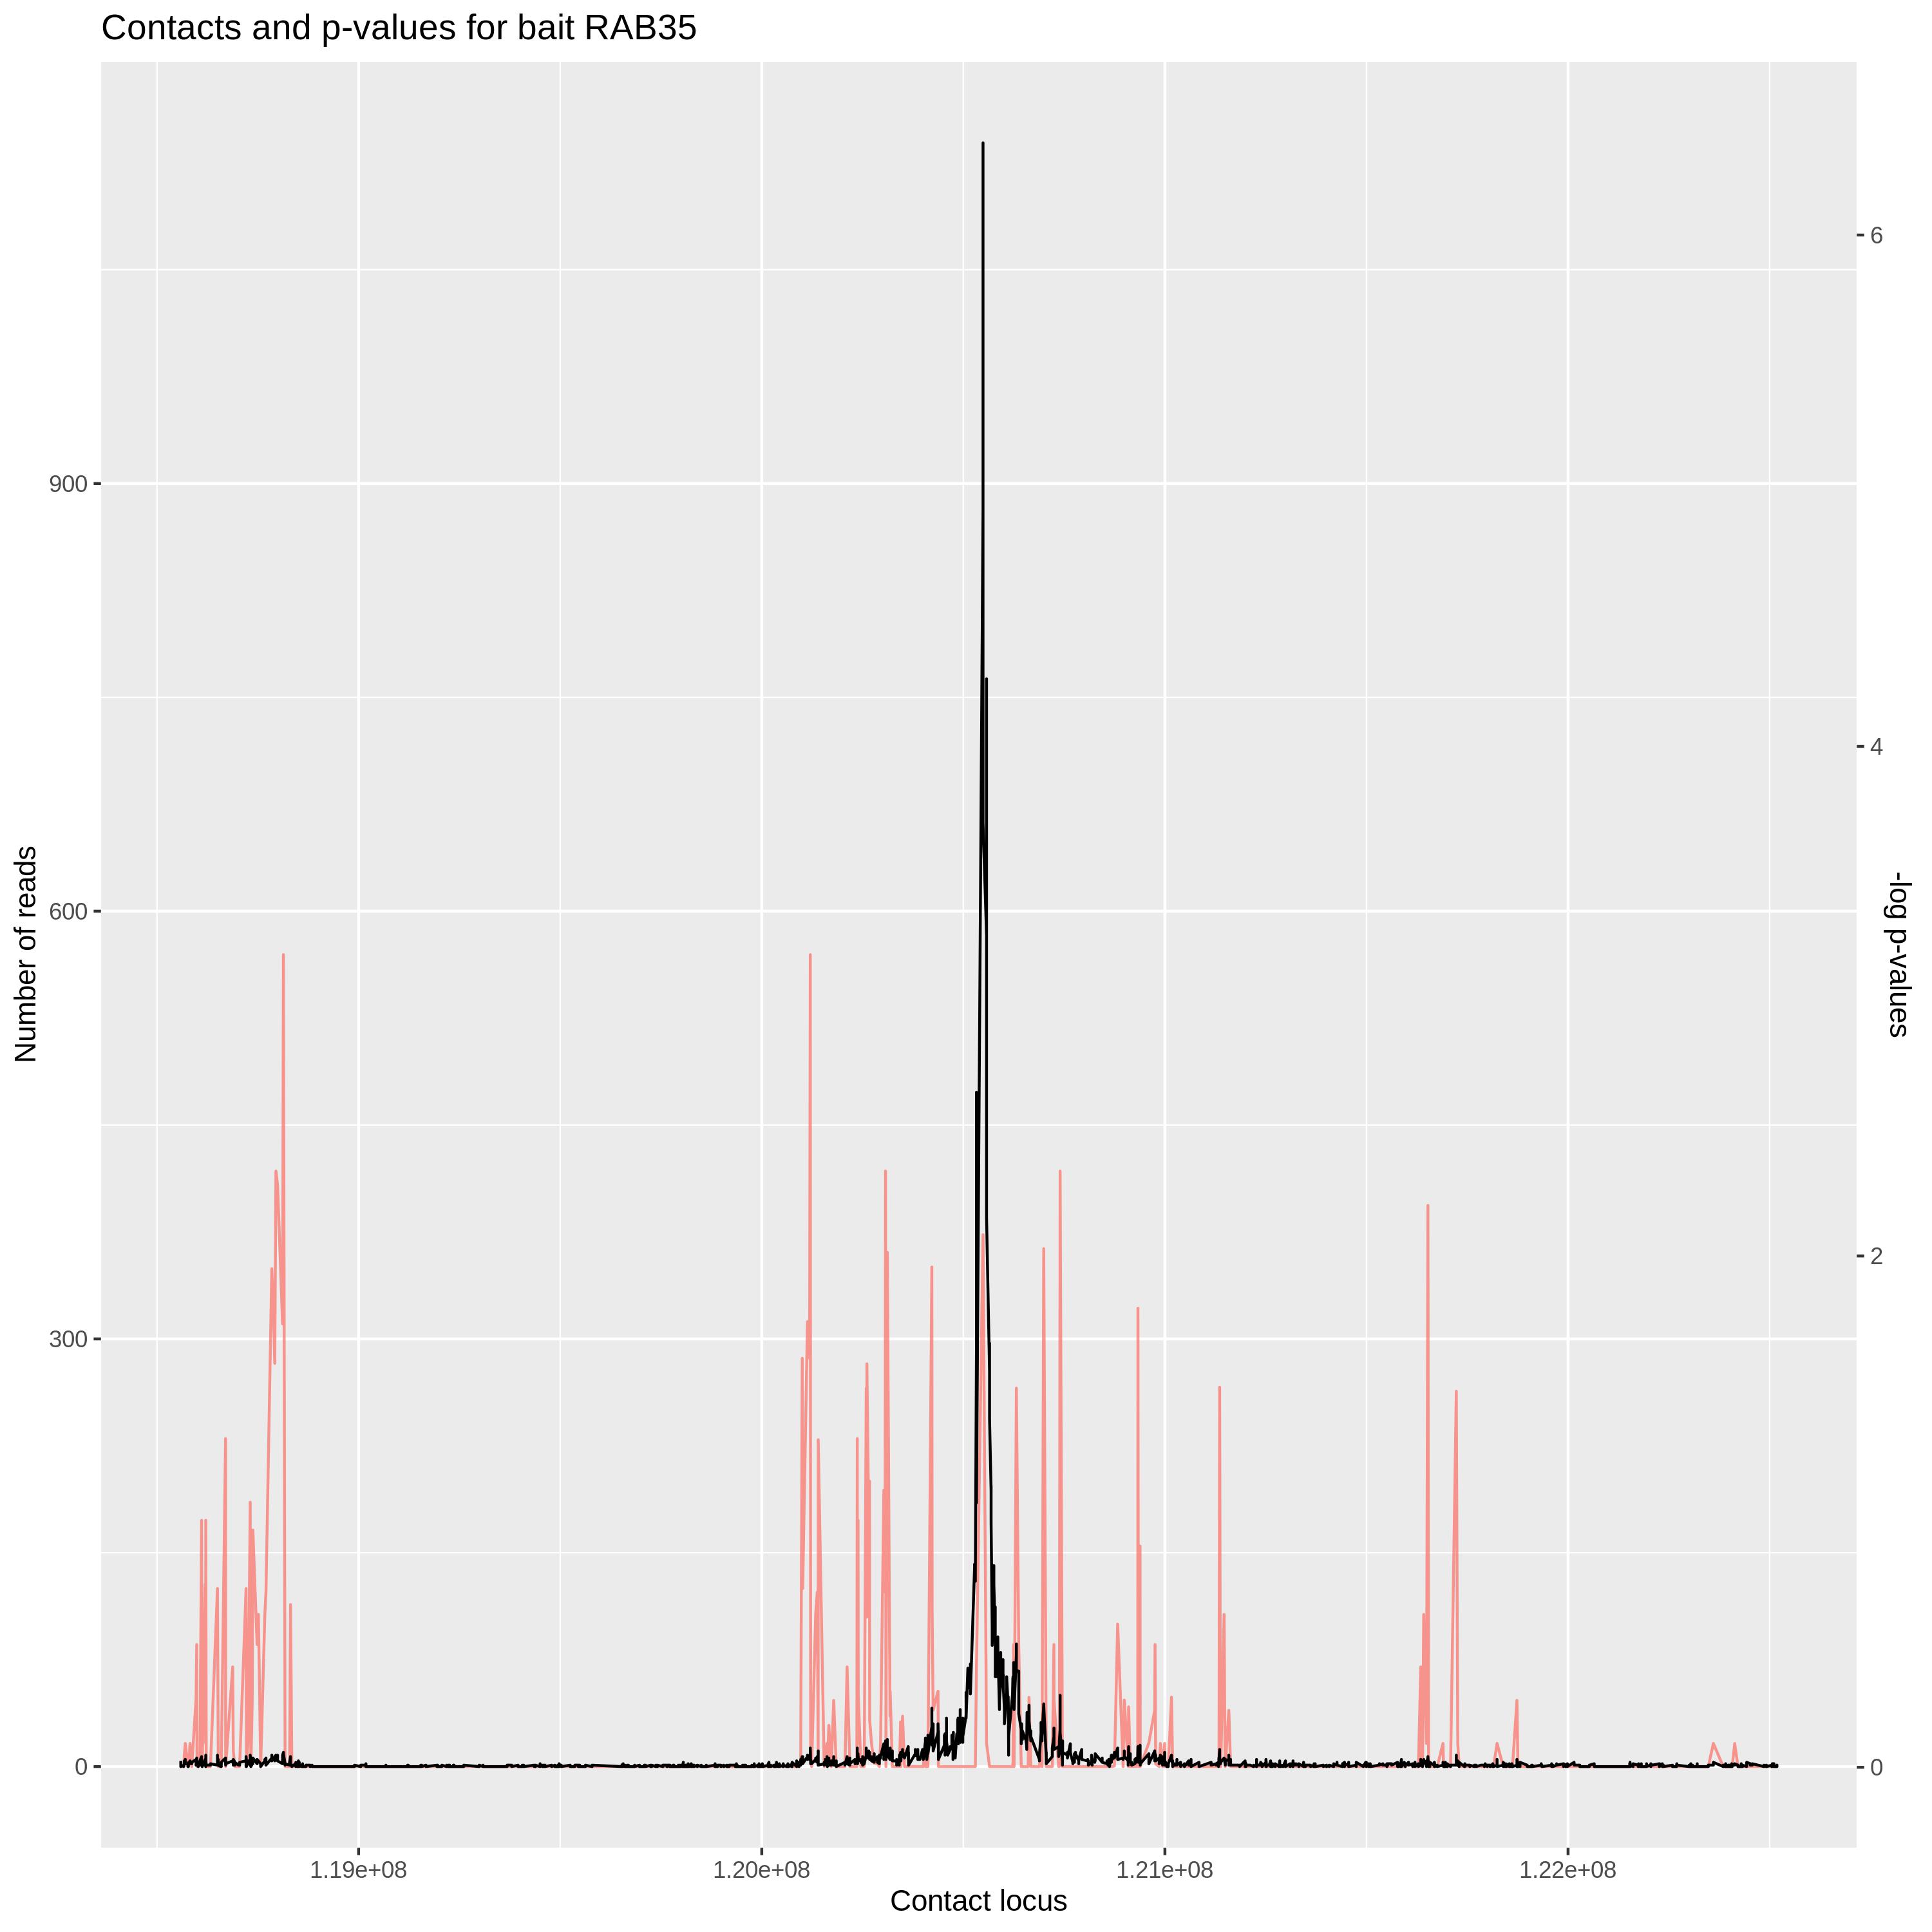 Contacts and p-values for bait RAB35
Number of reads
900
600
300
0
6
4
2
0
-log p-values
1.19e+08 1.20e+08 1.21e+08 1.22e+08
Contact locus